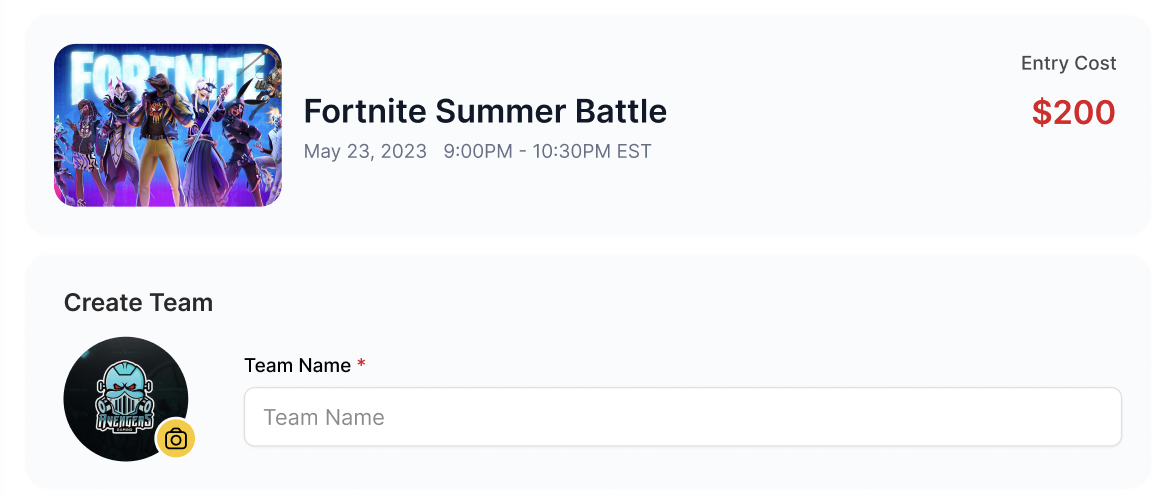 FORTNITE
Entry Cost
Fortnite Summer Battle
$200
May 23, 2023 9:00PM - 10:30PM EST
Create Team
Team Name *
Team Name
AVENGERS
GAMING